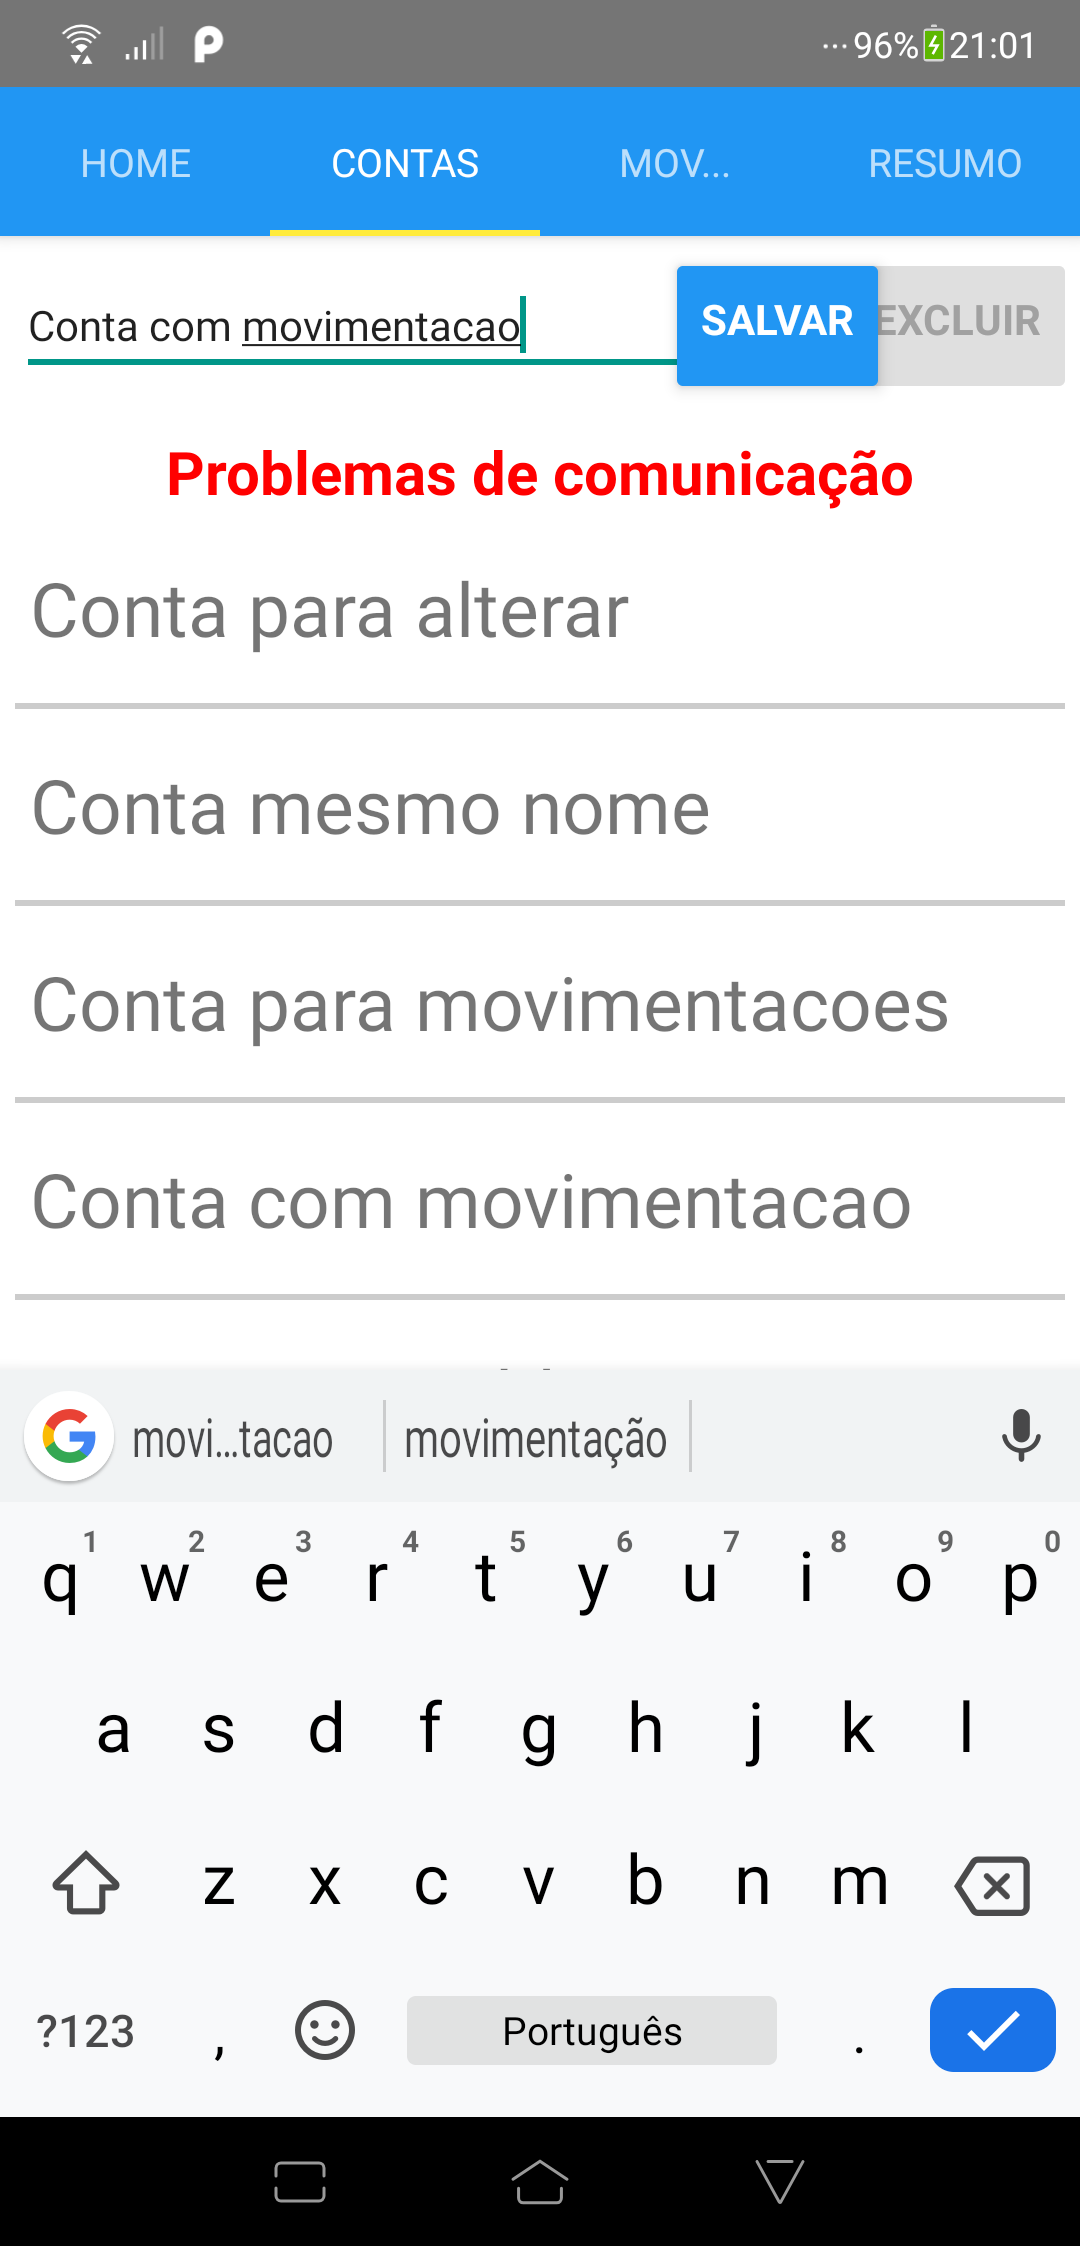 96% 21:01
HOME CONTAS MOV... RESUMO
Conta com movimentacao SALVAR EXCLUIR
Problemas de comunicação
Conta para alterar
Conta mesmo nome
Conta para movimentacoes
Conta com movimentacao
movi...tacao movimentação
1 2 3 4 5 6 7 8 9 0
q w e r t y u i o p
a s d f g h j k l
z x c v b n m
?123 , Português .